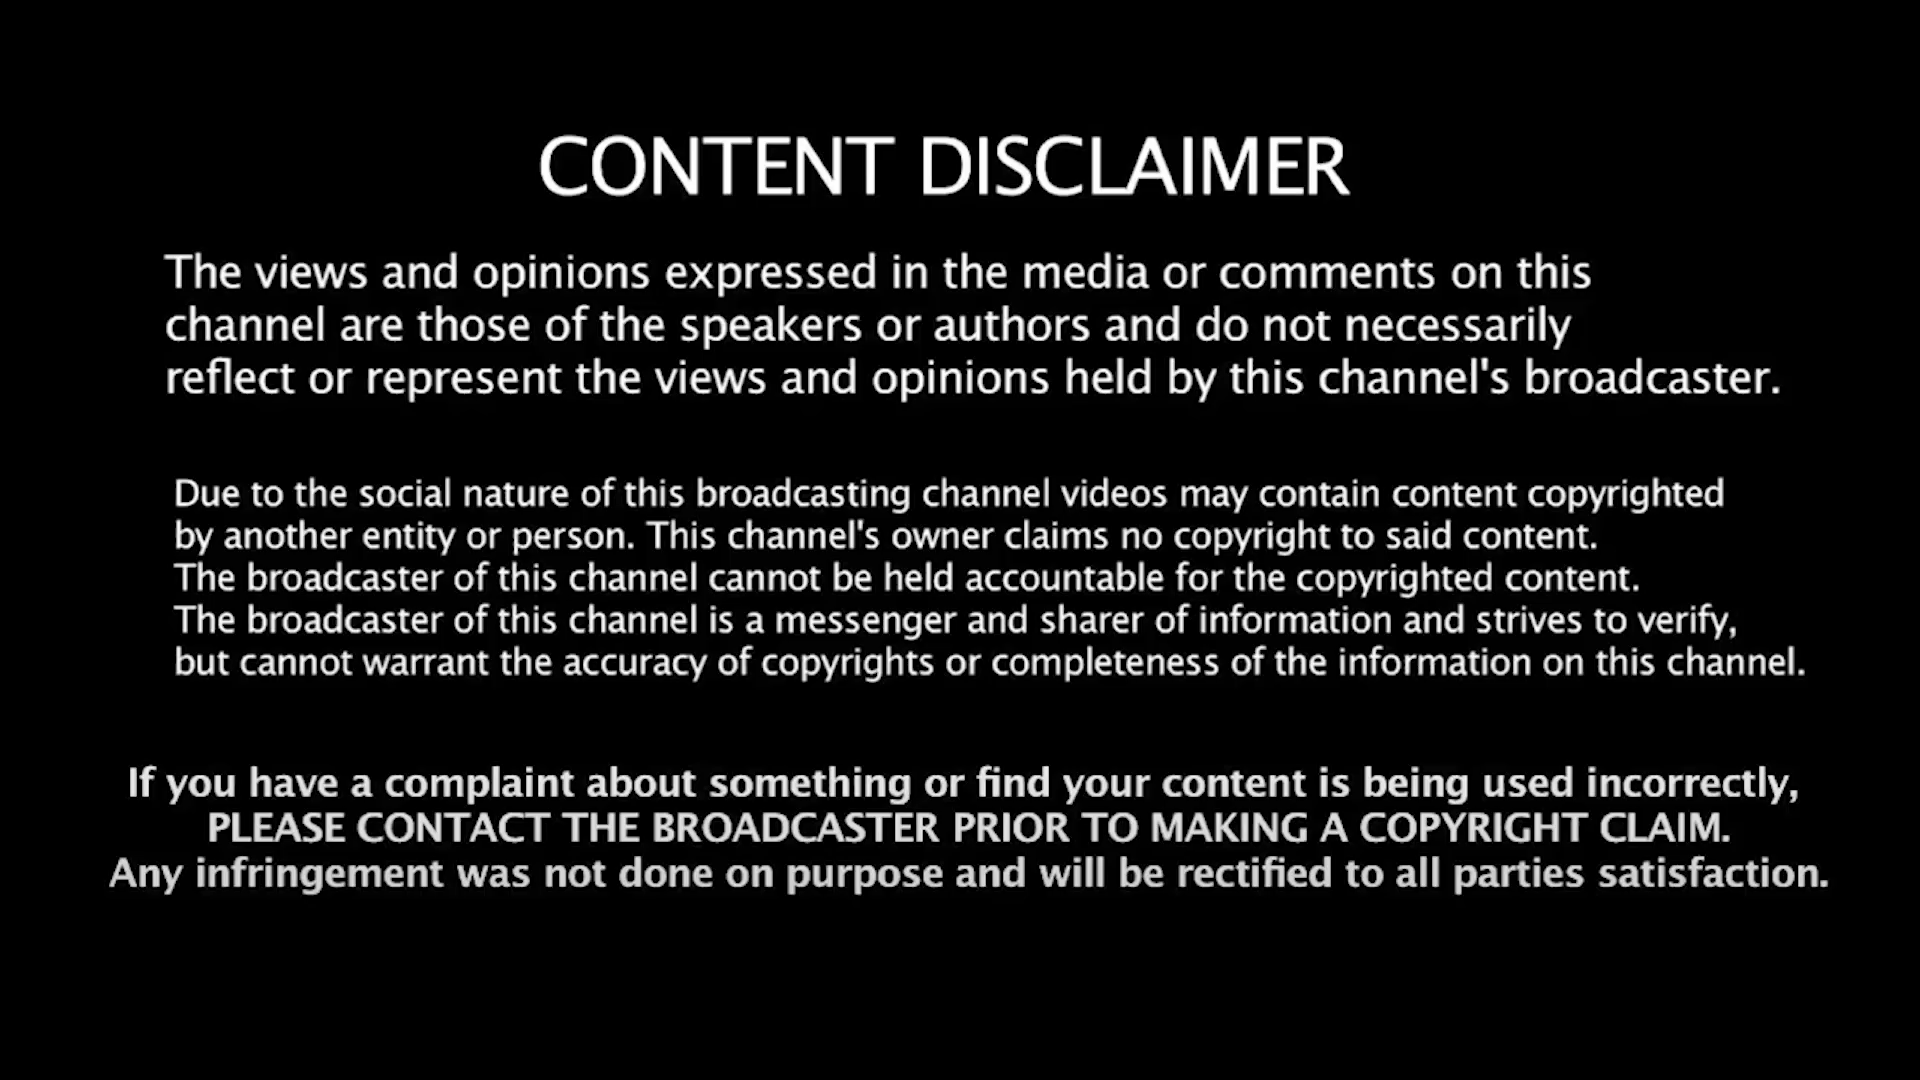 CONTENT DISCLAIMER
The views and opinions expressed in the media or comments on this
channel are those of the speakers or authors and do not necessarily
reflect or represent the views and opinions held by this channel's broadcaster.
Due to the social nature of this broadcasting channel videos may contain content copyrighted
by another entity or person. This channel's owner claims no copyright to said content.
The broadcaster of this channel cannot be held accountable for the copyrighted content.
The broadcaster of this channel is a messenger and sharer of information and strives to verify,
but cannot warrant the accuracy of copyrights or completeness of the information on this channel.
If you have a complaint about something or find your content is being used incorrectly,
PLEASE CONTACT THE BROADCASTER PRIOR TO MAKING A COPYRIGHT CLAIM.
Any infringement was not done on purpose and will be rectified to all parties satisfaction.